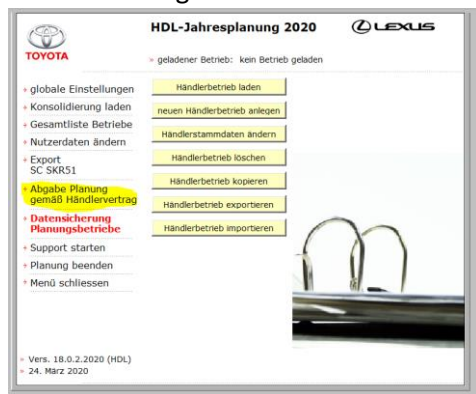 HDL-Jahresplanung 2020
LEXUS
TOYOTA
» geladener Betrieb: kein Betrieb geladen
» globale Einstellungen
» Konsolidierung laden
» Gesamtliste Betriebe
» Nutzerdaten ändern
» Export
SC SKR51
» Abgabe Planung
gemäß Händlervertrag
» Datensicherung
Planungsbetriebe
» Support starten
» Planung beenden
» Menü schliessen
Händlerbetrieb laden
neuen Händlerbetrieb anlegen
Händlerstammdaten ändern
Händlerbetrieb löschen
Händlerbetrieb kopieren
Händlerbetrieb exportieren
Händlerbetrieb importieren
» Vers. 18.0.2.2020 (HDL)
» 24. März 2020